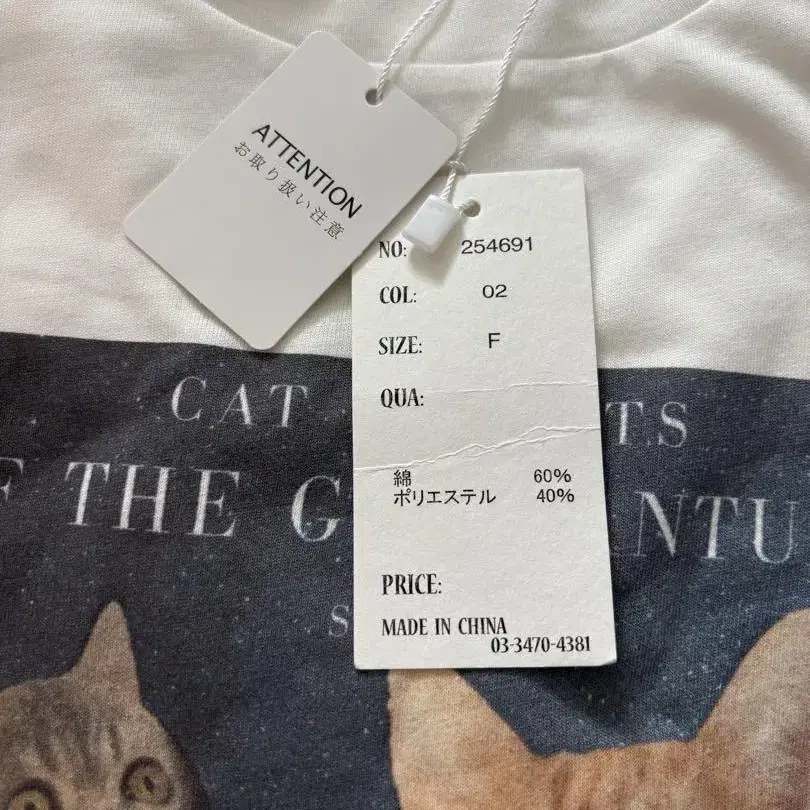 ATTENTION
お取り扱い注意
NO: 254691
COL: 02
SIZE: F
QUA:
綿 60%
ポリエステル 40%
PRICE:
MADE IN CHINA
03-3470-4381
CAT
T.S
THE G
NTU
S